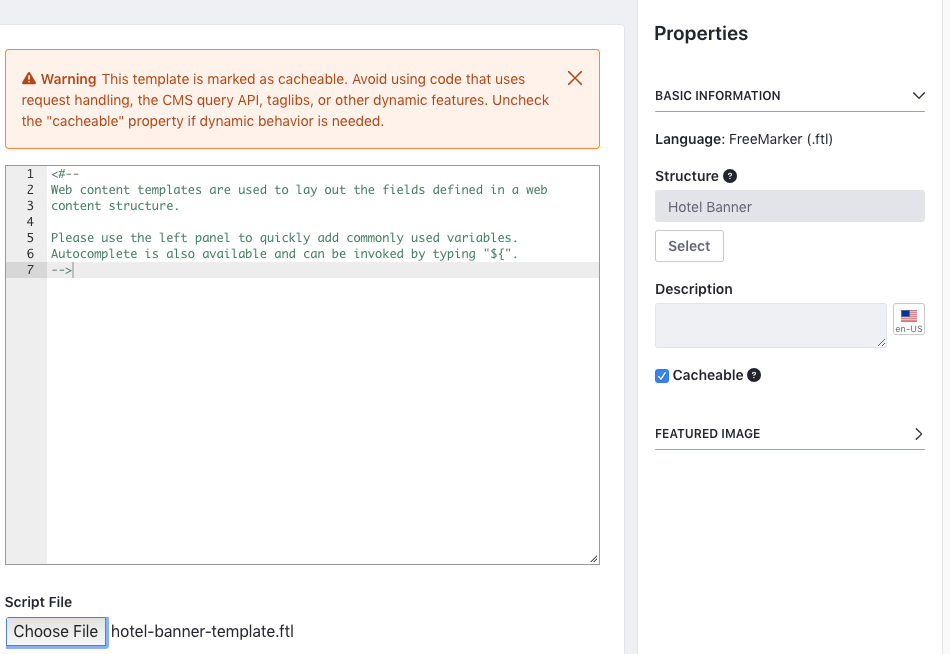 Warning This template is marked as cacheable. Avoid using code that uses
request handling, the CMS query API, taglibs, or other dynamic features. Uncheck
the "cacheable" property if dynamic behavior is needed.
1 <#--
2 Web content templates are used to lay out the fields defined in a web
3 content structure.
4
5 Please use the left panel to quickly add commonly used variables.
6 Autocomplete is also available and can be invoked by typing "${".
7 -->
Script File
Choose File hotel-banner-template.ftl
Properties
BASIC INFORMATION
Language: FreeMarker (.ftl)
Structure ?
Hotel Banner
Select
Description
en-US
Cacheable ?
FEATURED IMAGE